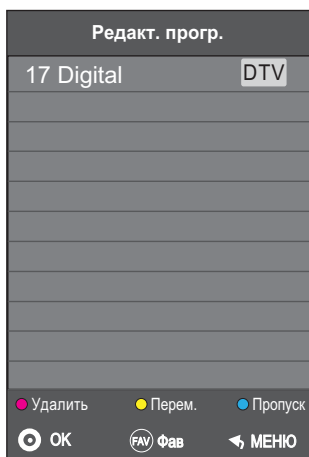 Редакт. прогр.
17 Digital DTV
Удалить Перем. Пропуск
OK FAV Фав МЕНЮ